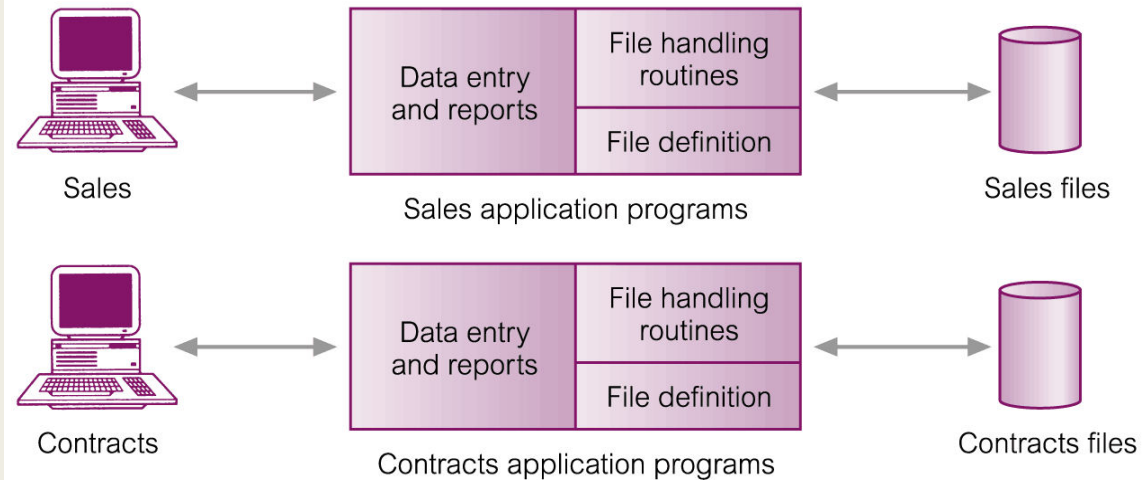 Data entry
and reports
File handling
routines
File definition
Sales
Sales application programs
Sales files
Data entry
and reports
File handling
routines
File definition
Contracts
Contracts application programs
Contracts files